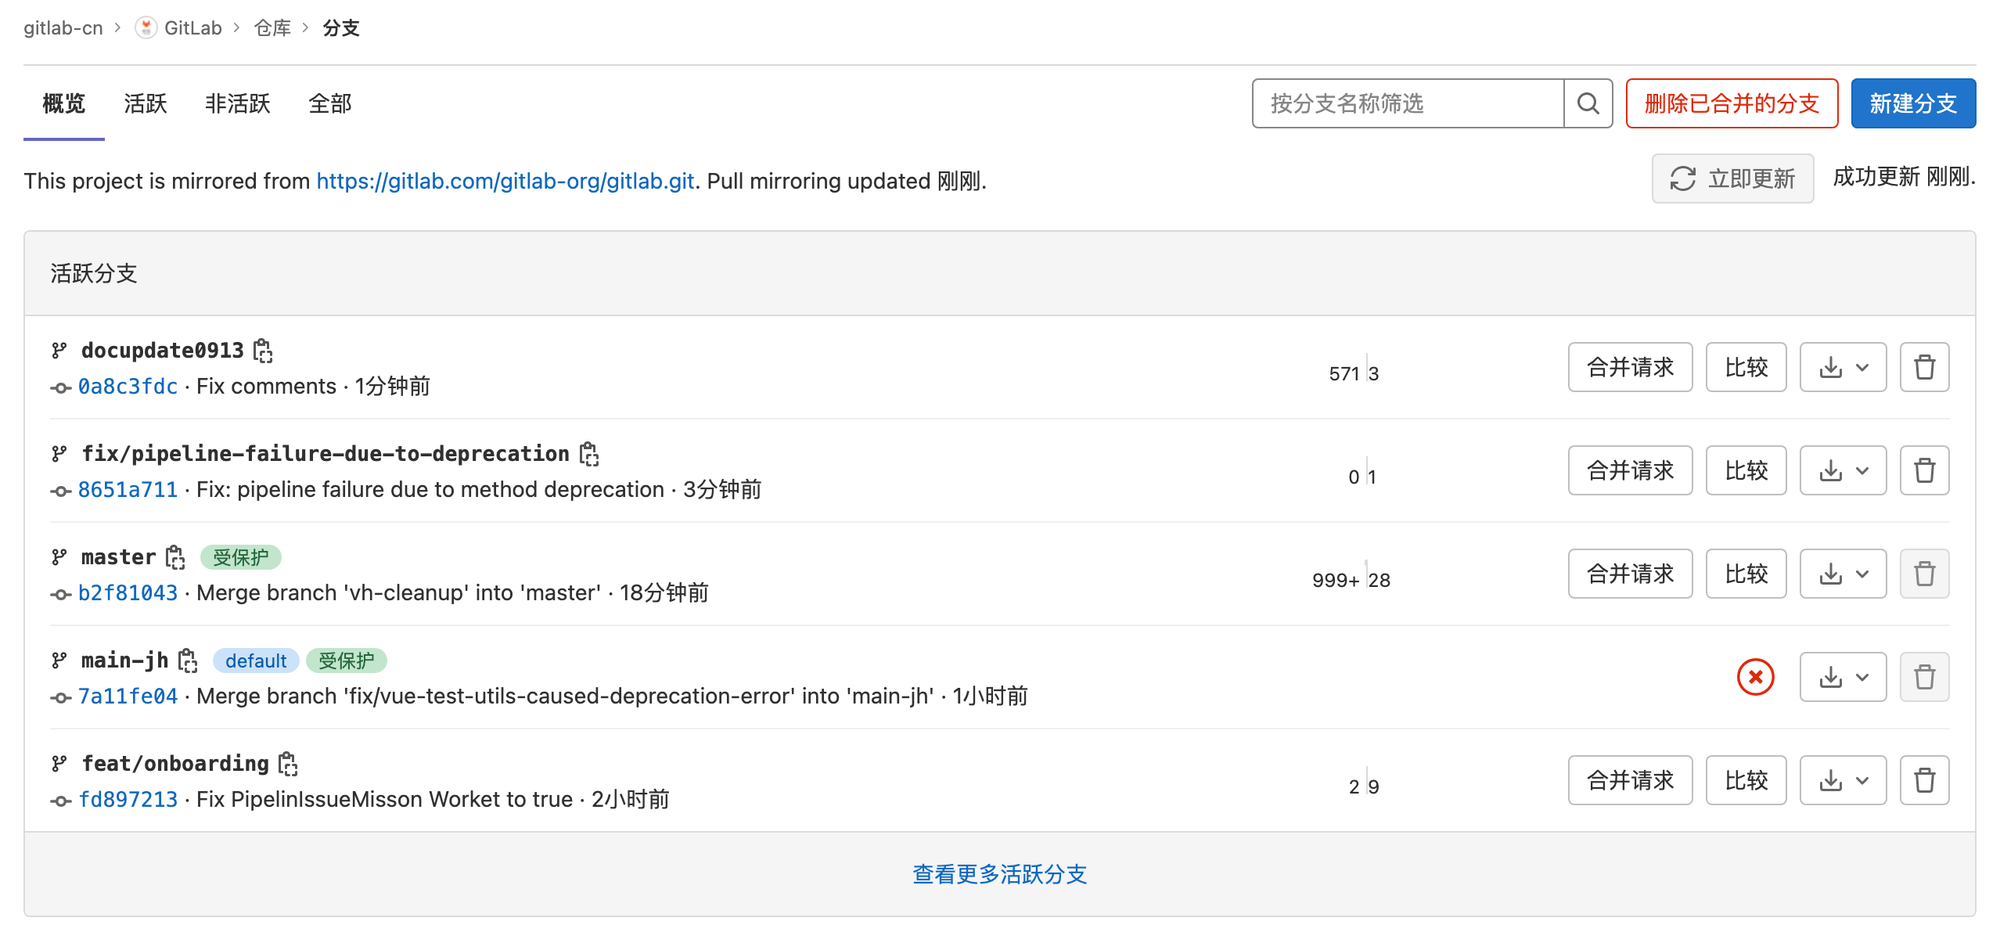 gitlab-cn › GitLab › 仓库 › 分支
概览 活跃 非活跃 全部 按分支名称筛选 删除已合并的分支 新建分支
This project is mirrored from https://gitlab.com/gitlab-org/gitlab.git. Pull mirroring updated 刚刚. 立即更新 成功更新 刚刚.
活跃分支
docupdate0913
0a8c3fdc · Fix comments · 1分钟前
571 3 合并请求 比较
fix/pipeline-failure-due-to-deprecation
8651a711 · Fix: pipeline failure due to method deprecation · 3分钟前
0 1 合并请求 比较
master 受保护
b2f81043 · Merge branch 'vh-cleanup' into 'master' · 18分钟前
999+ 28 合并请求 比较
main-jh default 受保护
7a11fe04 · Merge branch 'fix/vue-test-utils-caused-deprecation-error' into 'main-jh' · 1小时前
feat/onboarding
fd897213 · Fix PipelinIssueMisson Worket to true · 2小时前
2 9 合并请求 比较
查看更多活跃分支